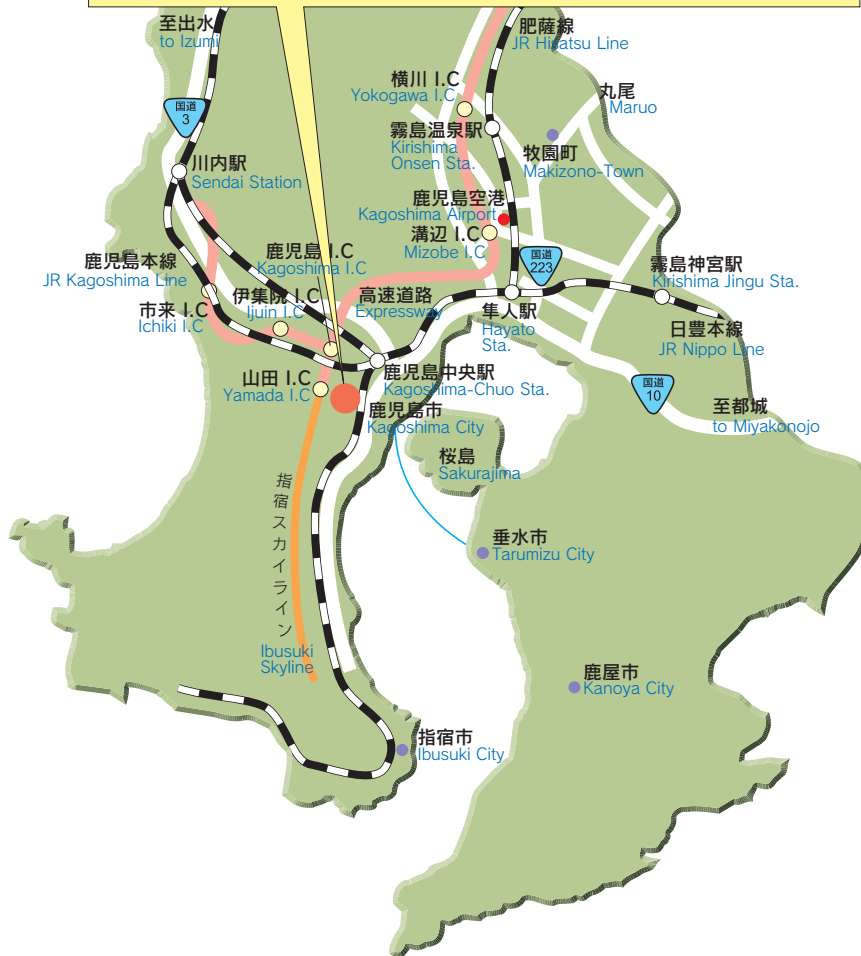 至出水
to Izumi
肥薩線
JR Hisatsu Line
横川 I.C
Yokogawa I.C
丸尾
Maruo
国道
3
霧島温泉駅
Kirishima
Onsen Sta.
牧園町
Makizono-Town
川内駅
Sendai Station
鹿児島空港
Kagoshima Airport
溝辺 I.C
Mizobe I.C
鹿児島 I.C
Kagoshima I.C
国道
223
鹿児島本線
JR Kagoshima Line
霧島神宮駅
Kirishima Jingu Sta.
伊集院 I.C
Ijuin I.C
高速道路
Expressway
市来 I.C
Ichiki I.C
隼人駅
Hayato
Sta.
日豊本線
JR Nippo Line
山田 I.C
Yamada I.C
鹿児島中央駅
Kagoshima-Chuo Sta.
国道
10
鹿児島市
Kagoshima City
至都城
to Miyakonojo
桜島
Sakurajima
指宿スカイライン
Ibusuki
Skyline
垂水市
Tarumizu City
鹿屋市
Kanoya City
指宿市
Ibusuki City